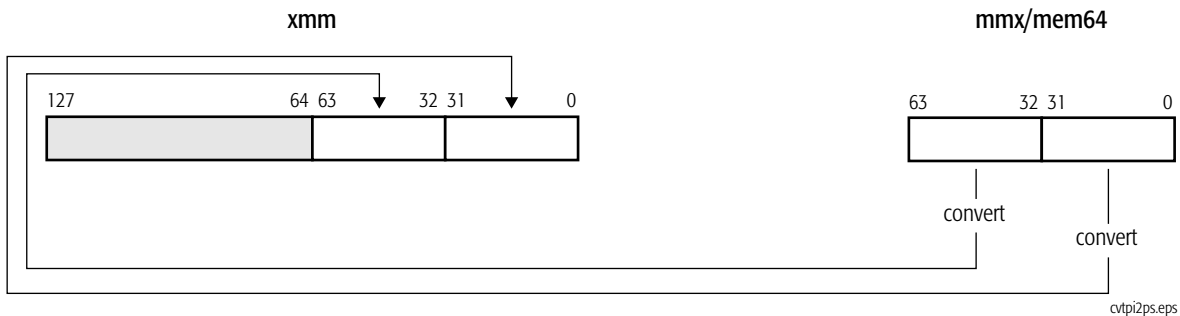 xmm mmx/mem64
127 64 63 32 31 0 63 32 31 0
convert
convert
cvtpi2ps.eps